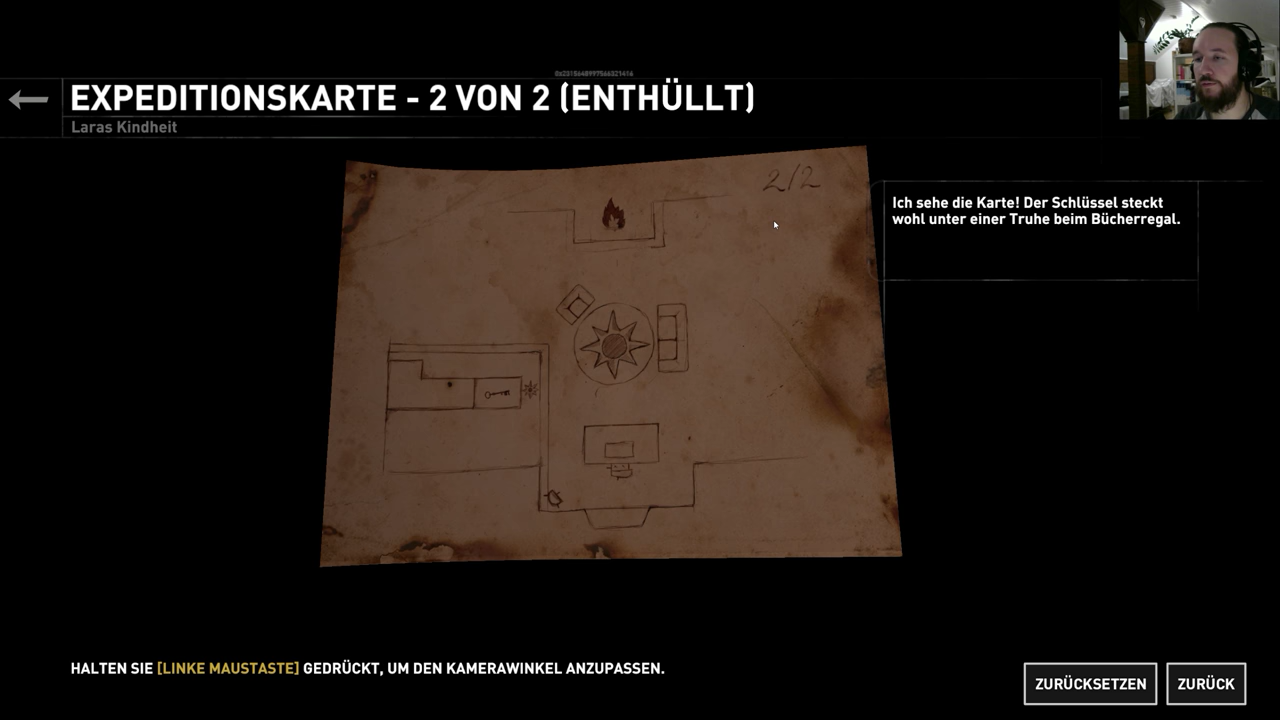 EXPEDITIONSKARTE - 2 VON 2 (ENTHÜLLT)
Laras Kindheit
2/2
Ich sehe die Karte! Der Schlüssel steckt
wohl unter einer Truhe beim Bücherregal.
HALTEN SIE [LINKE MAUSTASTE] GEDRÜCKT, UM DEN KAMERAWINKEL ANZUPASSEN.
ZURÜCKSETZEN
ZURÜCK